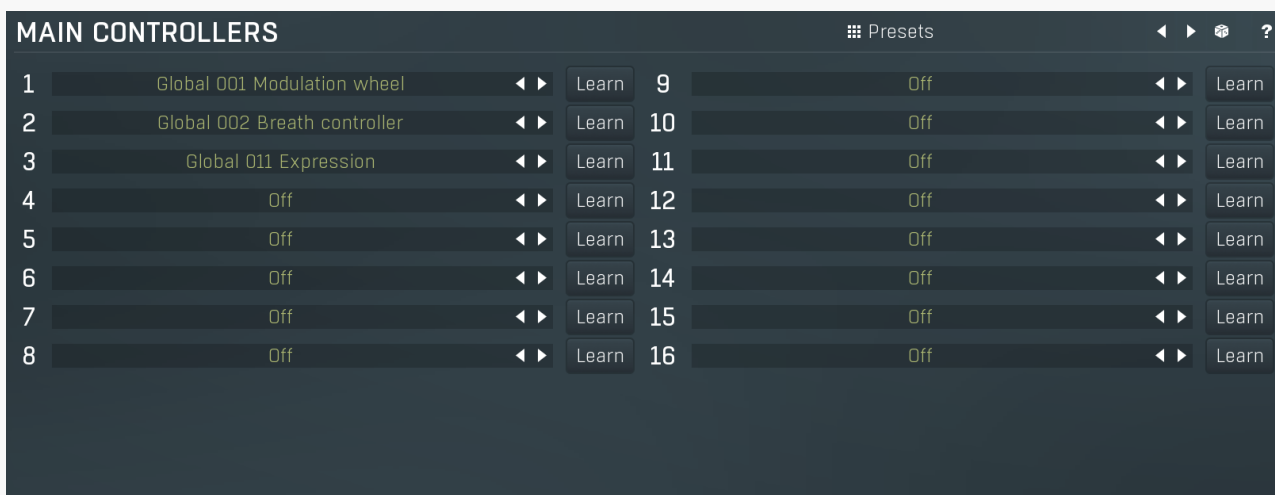 MAIN CONTROLLERS Presets ?
1 Global 001 Modulation wheel Learn 9 Off Learn
2 Global 002 Breath controller Learn 10 Off Learn
3 Global 011 Expression Learn 11 Off Learn
4 Off Learn 12 Off Learn
5 Off Learn 13 Off Learn
6 Off Learn 14 Off Learn
7 Off Learn 15 Off Learn
8 Off Learn 16 Off Learn